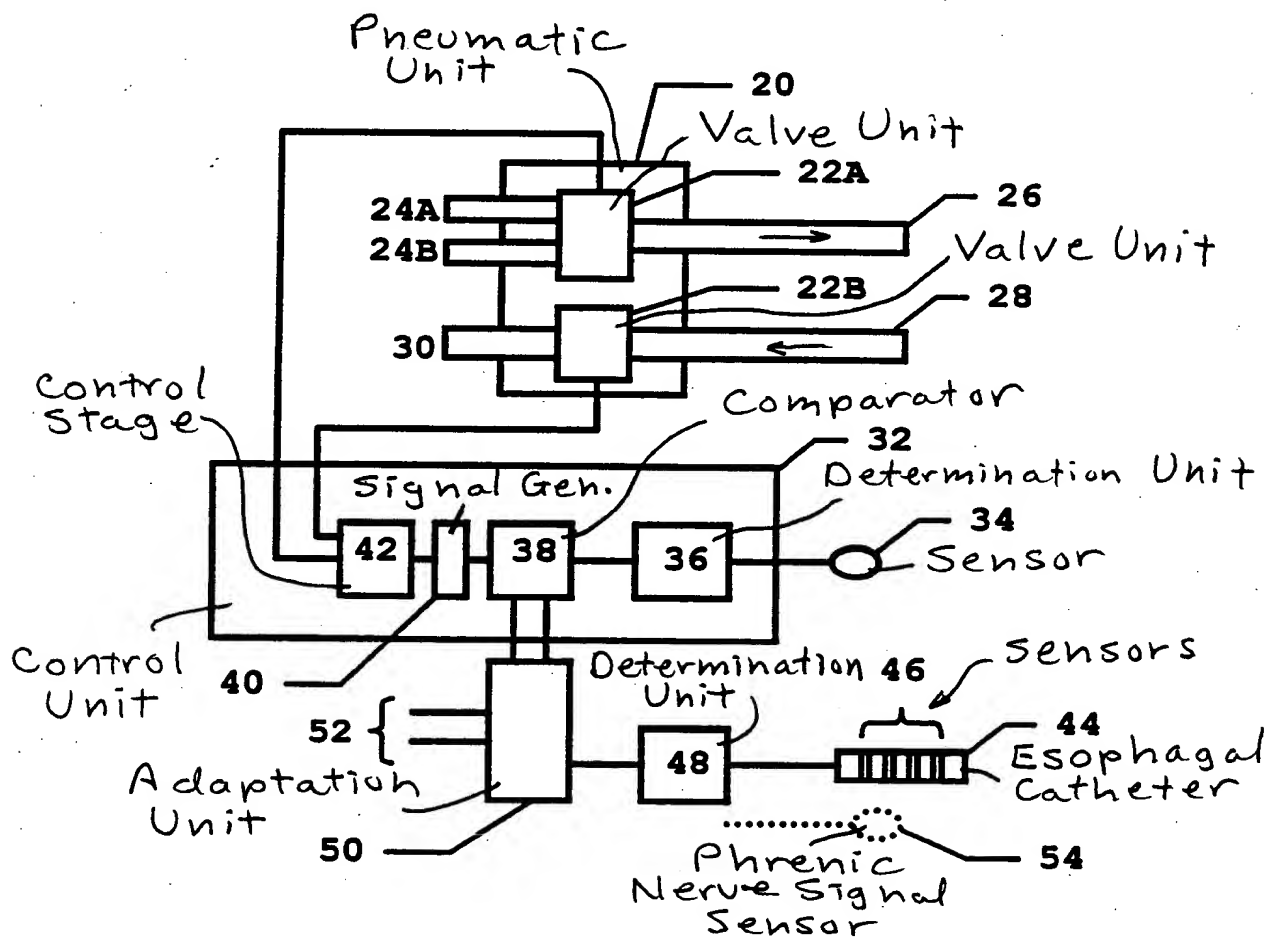 Pneumatic
Unit
20
Valve Unit
22A
24A
26
24B
Valve Unit
22B
28
30
Control
Stage
Comparator
32
Signal Gen.
Determination Unit
34
42
38
36
Sensor
Control
Unit
40
Determination
Unit
46
Sensors
52
44
48
Esophagal
Catheter
Adaptation
Unit
50
54
Phrenic
Nerve Signal
Sensor